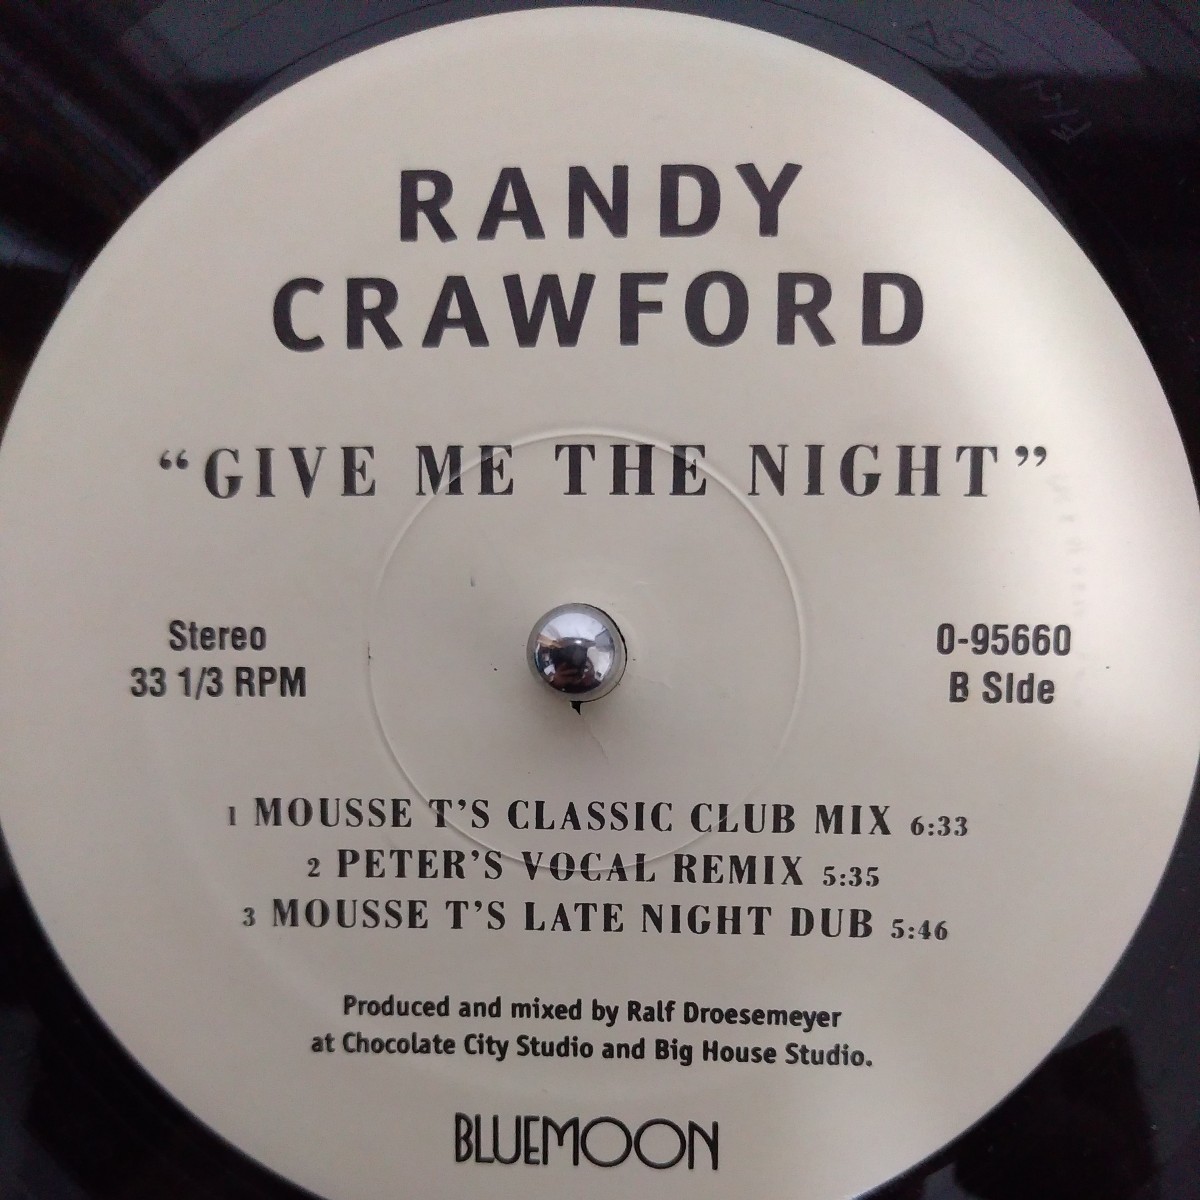 RANDY
CRAWFORD
“GIVE ME THE NIGHT”
Stereo
33 1/3 RPM
0-95660
B SIde
1 MOUSSE T’S CLASSIC CLUB MIX 6:33
2 PETER’S VOCAL REMIX 5:35
3 MOUSSE T’S LATE NIGHT DUB 5:46
Produced and mixed by Ralf Droesemeyer
at Chocolate City Studio and Big House Studio.
BLUEMOON